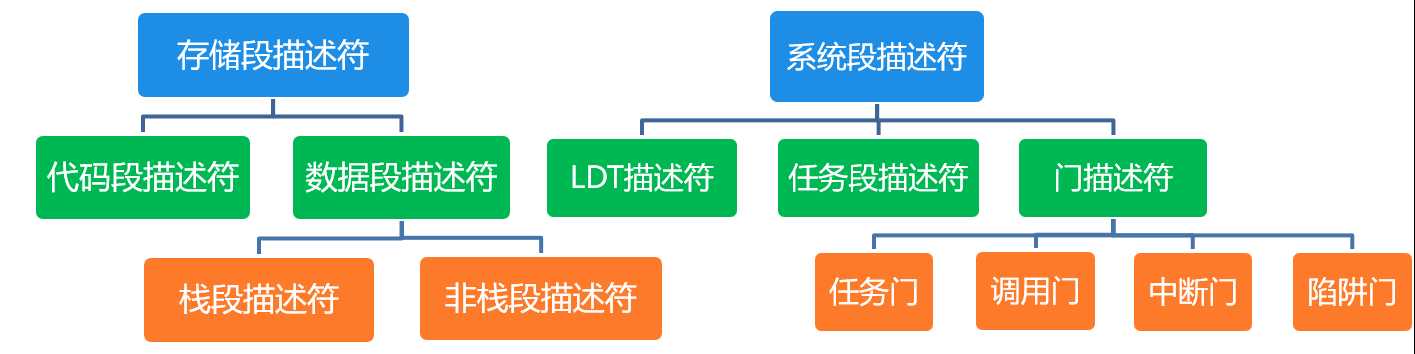 存储段描述符
系统段描述符
代码段描述符
数据段描述符
LDT描述符
任务段描述符
门描述符
栈段描述符
非栈段描述符
任务门
调用门
中断门
陷阱门